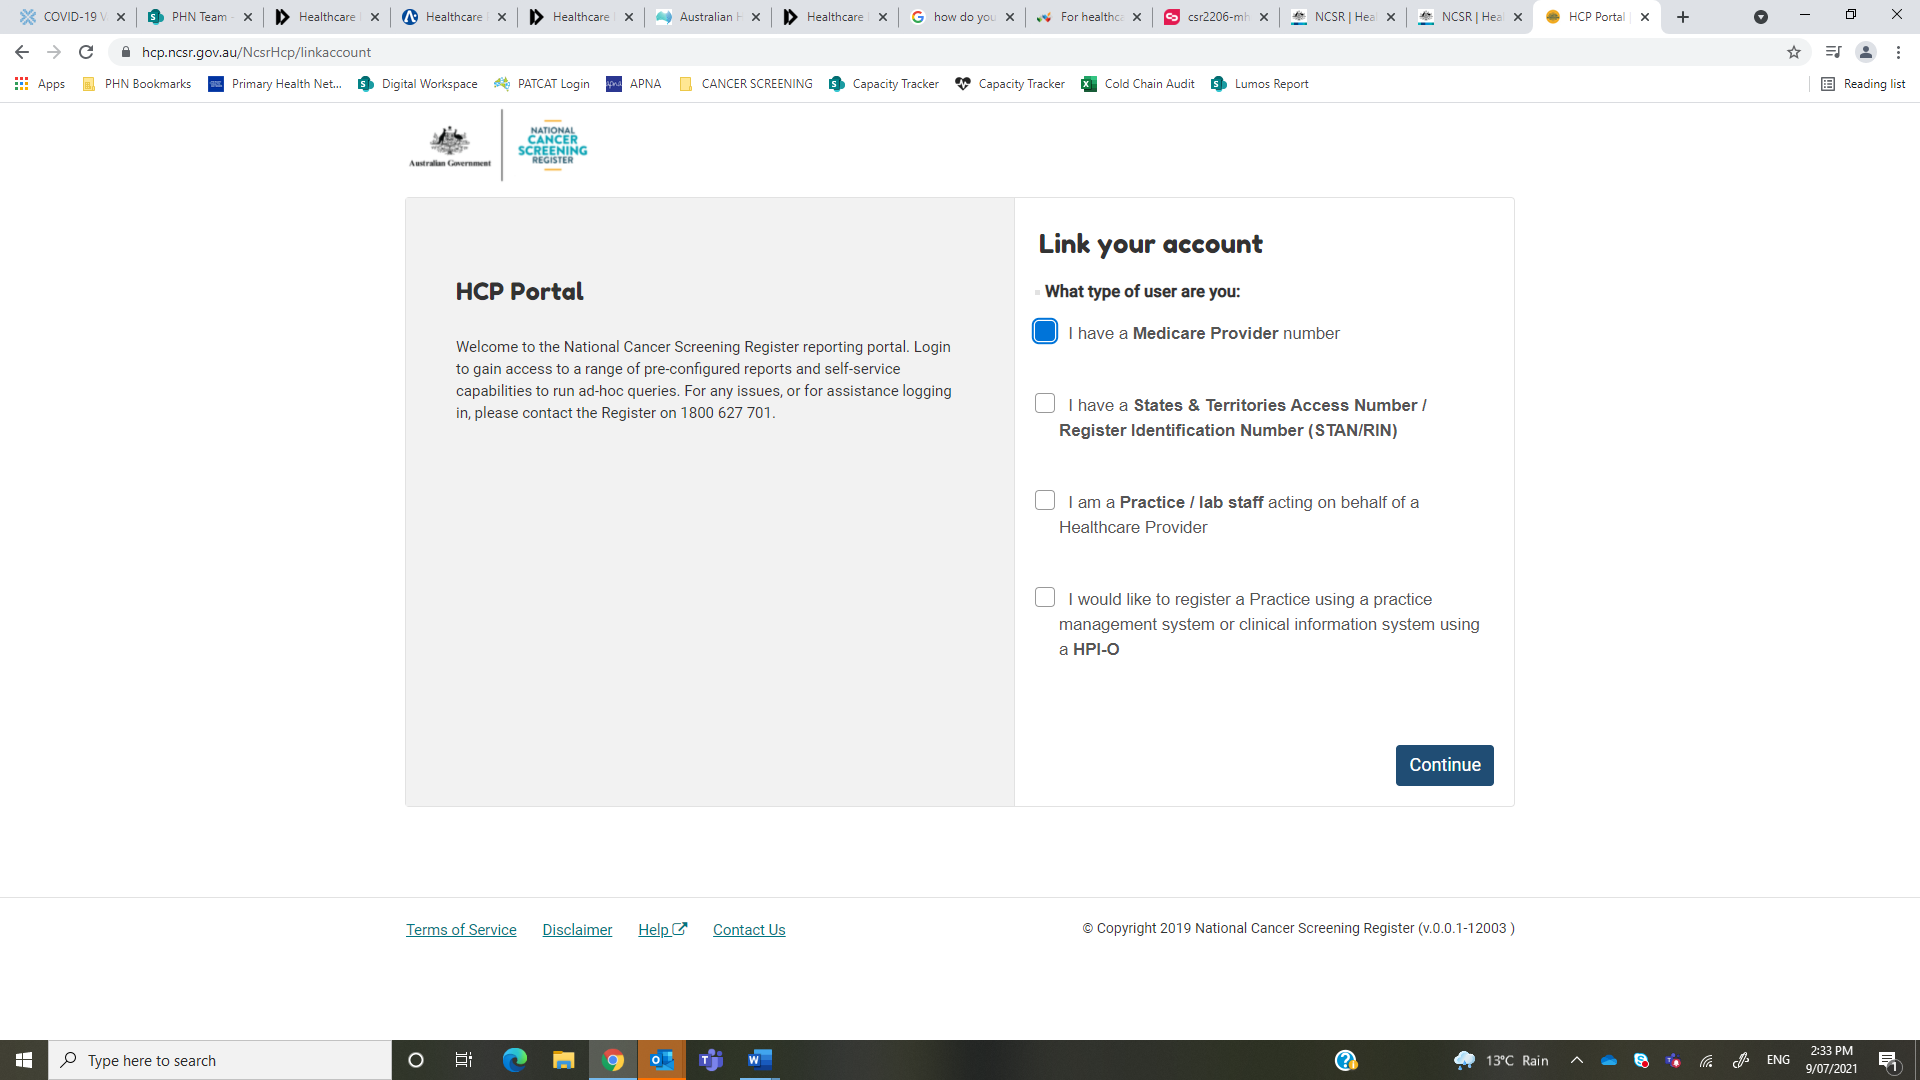 COVID-19 V
PHN Team -
Healthcare
Healthcare
Healthcare
Australian H
Healthcare
how do you
For healthca
csr2206-mh
NCSR | Heal
NCSR | Heal
HCP Portal
hcp.ncsr.gov.au/NcsrHcp/linkaccount
Apps
PHN Bookmarks
Primary Health Net...
Digital Workspace
PATCAT Login
APNA
CANCER SCREENING
Capacity Tracker
Capacity Tracker
Cold Chain Audit
Lumos Report
Reading list
Australian Government
NATIONAL
CANCER
SCREENING
REGISTER
HCP Portal
Welcome to the National Cancer Screening Register reporting portal. Login
to gain access to a range of pre-configured reports and self-service
capabilities to run ad-hoc queries. For any issues, or for assistance logging
in, please contact the Register on 1800 627 701.
Link your account
What type of user are you:
I have a Medicare Provider number
I have a States & Territories Access Number /
Register Identification Number (STAN/RIN)
I am a Practice / lab staff acting on behalf of a
Healthcare Provider
I would like to register a Practice using a practice
management system or clinical information system using
a HPI-O
Continue
Terms of Service
Disclaimer
Help
Contact Us
© Copyright 2019 National Cancer Screening Register (v.0.0.1-12003 )
Type here to search
13°C Rain
ENG
2:33 PM
9/07/2021
1